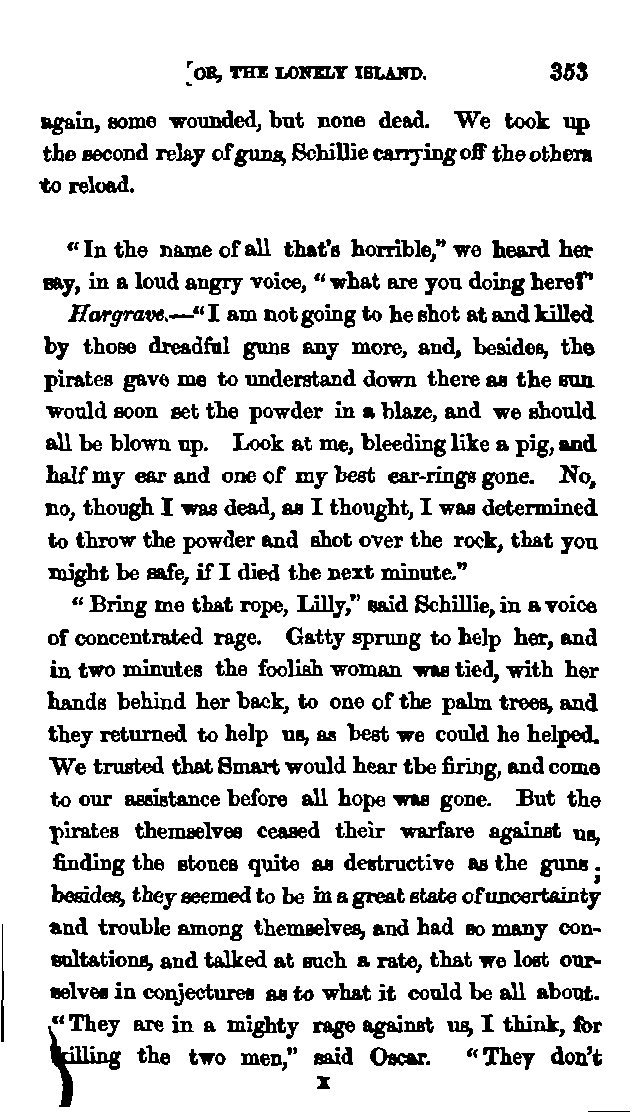 [OR, THE LONELY ISLAND. 353
again, some wounded, but none dead. We took up
the second relay of guns, Schillie carrying off the others
to reload.
"In the name of all that's horrible," we heard her
say, in a loud angry voice, "what are you doing here?"
Hargrave.—"I am not going to he shot at and killed
by those dreadful guns any more, and, besides, the
pirates gave me to understand down there as the sun
would soon set the powder in a blaze, and we should
all be blown up. Look at me, bleeding like a pig, and
half my ear and one of my best ear-rings gone. No,
no, though I was dead, as I thought, I was determined
to throw the powder and shot over the rock, that you
might be safe, if I died the next minute."
"Bring me that rope, Lilly," said Schillie, in a voice
of concentrated rage. Gatty sprung to help her, and
in two minutes the foolish woman was tied, with her
hands behind her back, to one of the palm trees, and
they returned to help us, as best we could he helped.
We trusted that Smart would hear tbe firing, and come
to our assistance before all hope was gone. But the
pirates themselves ceased their warfare against us,
finding the stones quite as destructive as the guns;
besides, they seemed to be in a great state of uncertainty
and trouble among themselves, and had so many con-
sultations, and talked at such a rate, that we lost our-
selves in conjectures as to what it could be all about.
"They are in a mighty rage against us, I think, for
killing the two men," said Oscar. "They don't
X